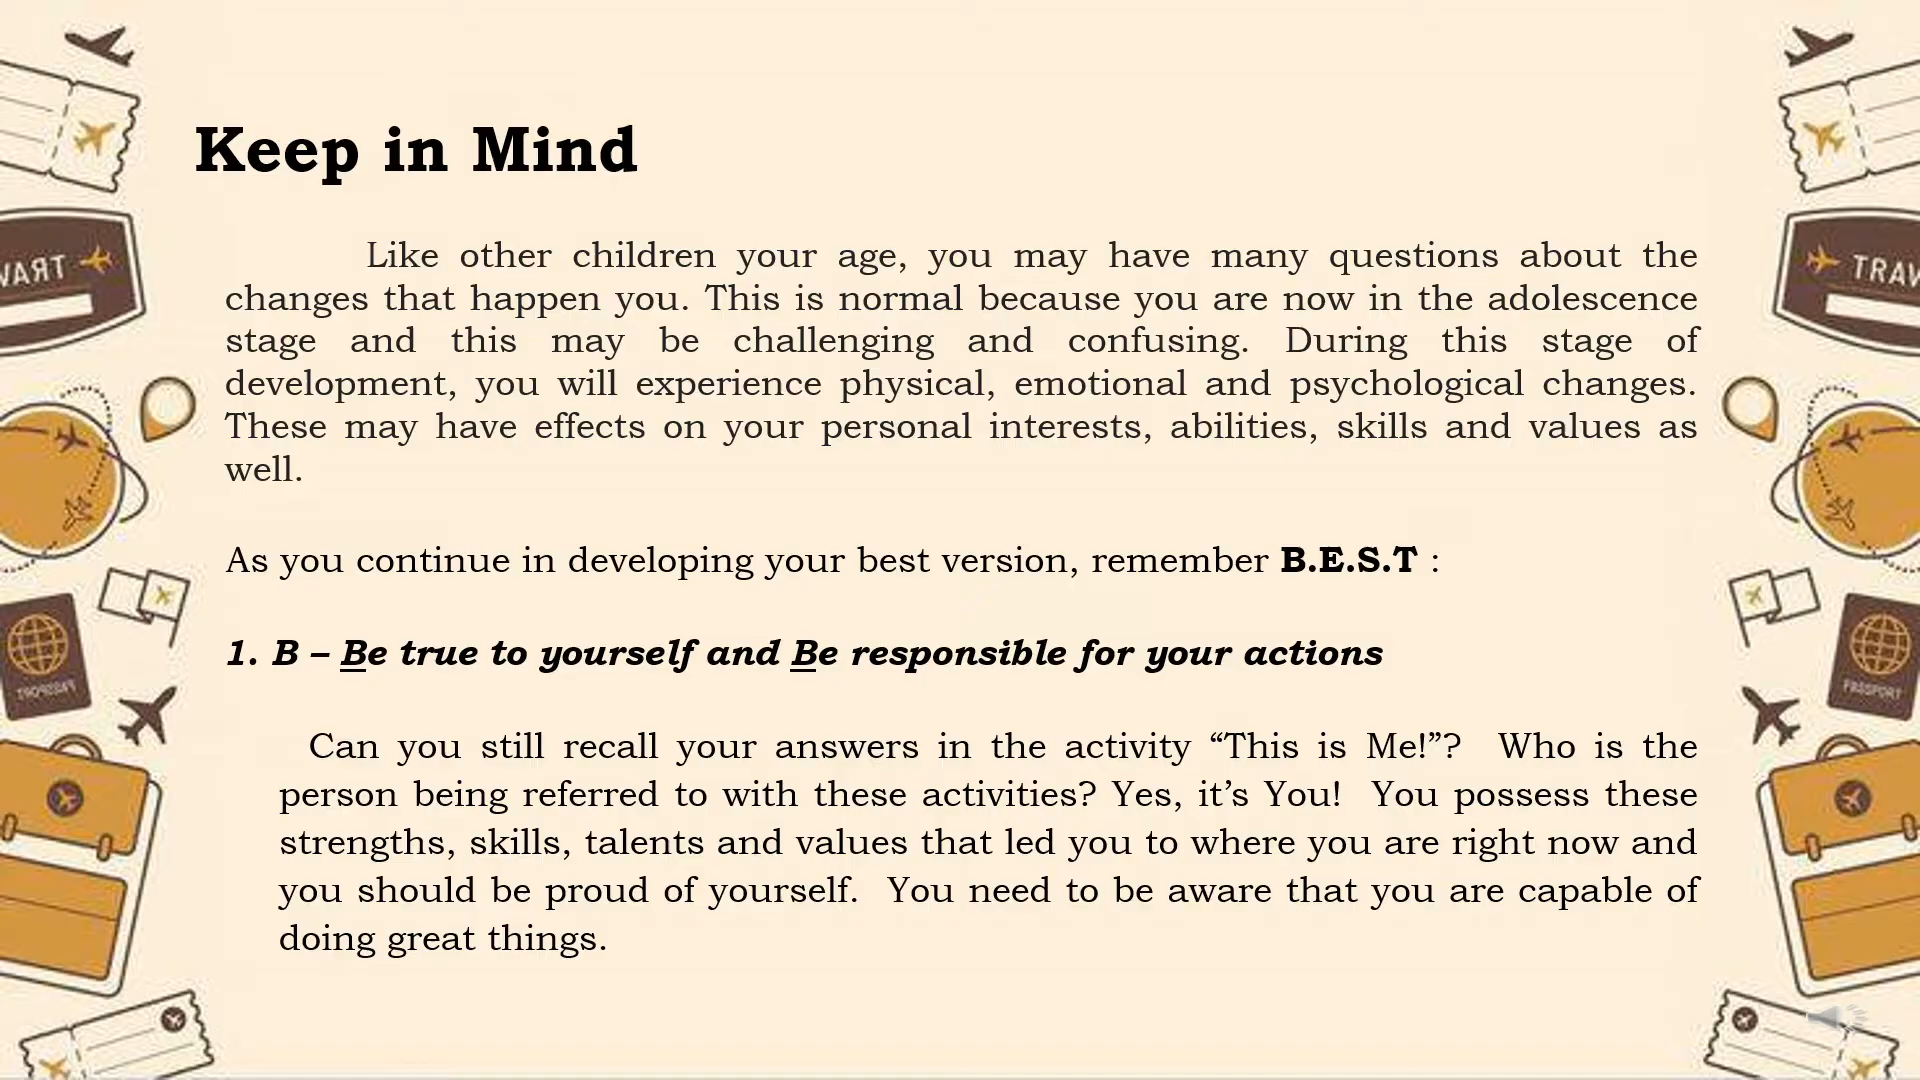 Keep in Mind
Like other children your age, you may have many questions about the
changes that happen you. This is normal because you are now in the adolescence
stage and this may be challenging and confusing. During this stage of
development, you will experience physical, emotional and psychological changes.
These may have effects on your personal interests, abilities, skills and values as
well.
As you continue in developing your best version, remember B.E.S.T :
1. B – Be true to yourself and Be responsible for your actions
Can you still recall your answers in the activity “This is Me!”? Who is the
person being referred to with these activities? Yes, it’s You! You possess these
strengths, skills, talents and values that led you to where you are right now and
you should be proud of yourself. You need to be aware that you are capable of
doing great things.
TRAV
PASSPORT